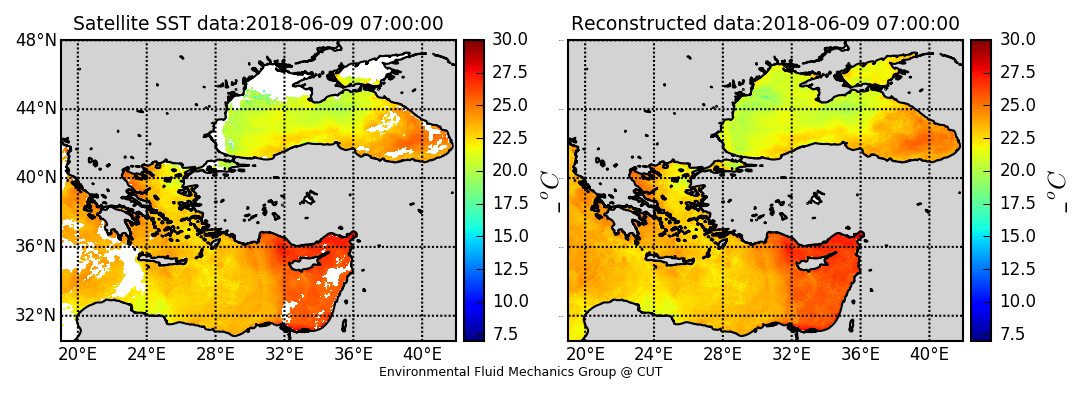 Satellite SST data:2018-06-09 07:00:00
48°N
44°N
40°N
36°N
32°N
20°E 24°E 28°E 32°E 36°E 40°E
30.0
27.5
25.0
22.5
20.0
17.5
15.0
12.5
10.0
7.5
_ °C
Reconstructed data:2018-06-09 07:00:00
20°E 24°E 28°E 32°E 36°E 40°E
30.0
27.5
25.0
22.5
20.0
17.5
15.0
12.5
10.0
7.5
_ °C
Environmental Fluid Mechanics Group @ CUT